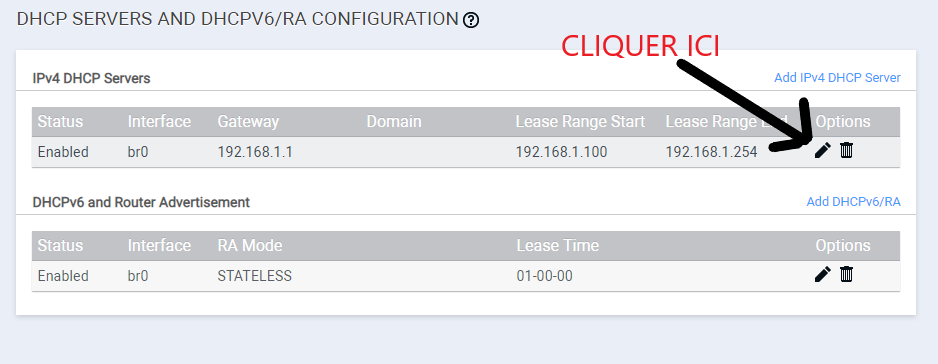 DHCP SERVERS AND DHCPV6/RA CONFIGURATION ?
CLIQUER ICI
IPv4 DHCP Servers Add IPv4 DHCP Server
Status Interface Gateway Domain Lease Range Start Lease Range End Options
Enabled br0 192.168.1.1 192.168.1.100 192.168.1.254
DHCPv6 and Router Advertisement Add DHCPv6/RA
Status Interface RA Mode Lease Time Options
Enabled br0 STATELESS 01-00-00